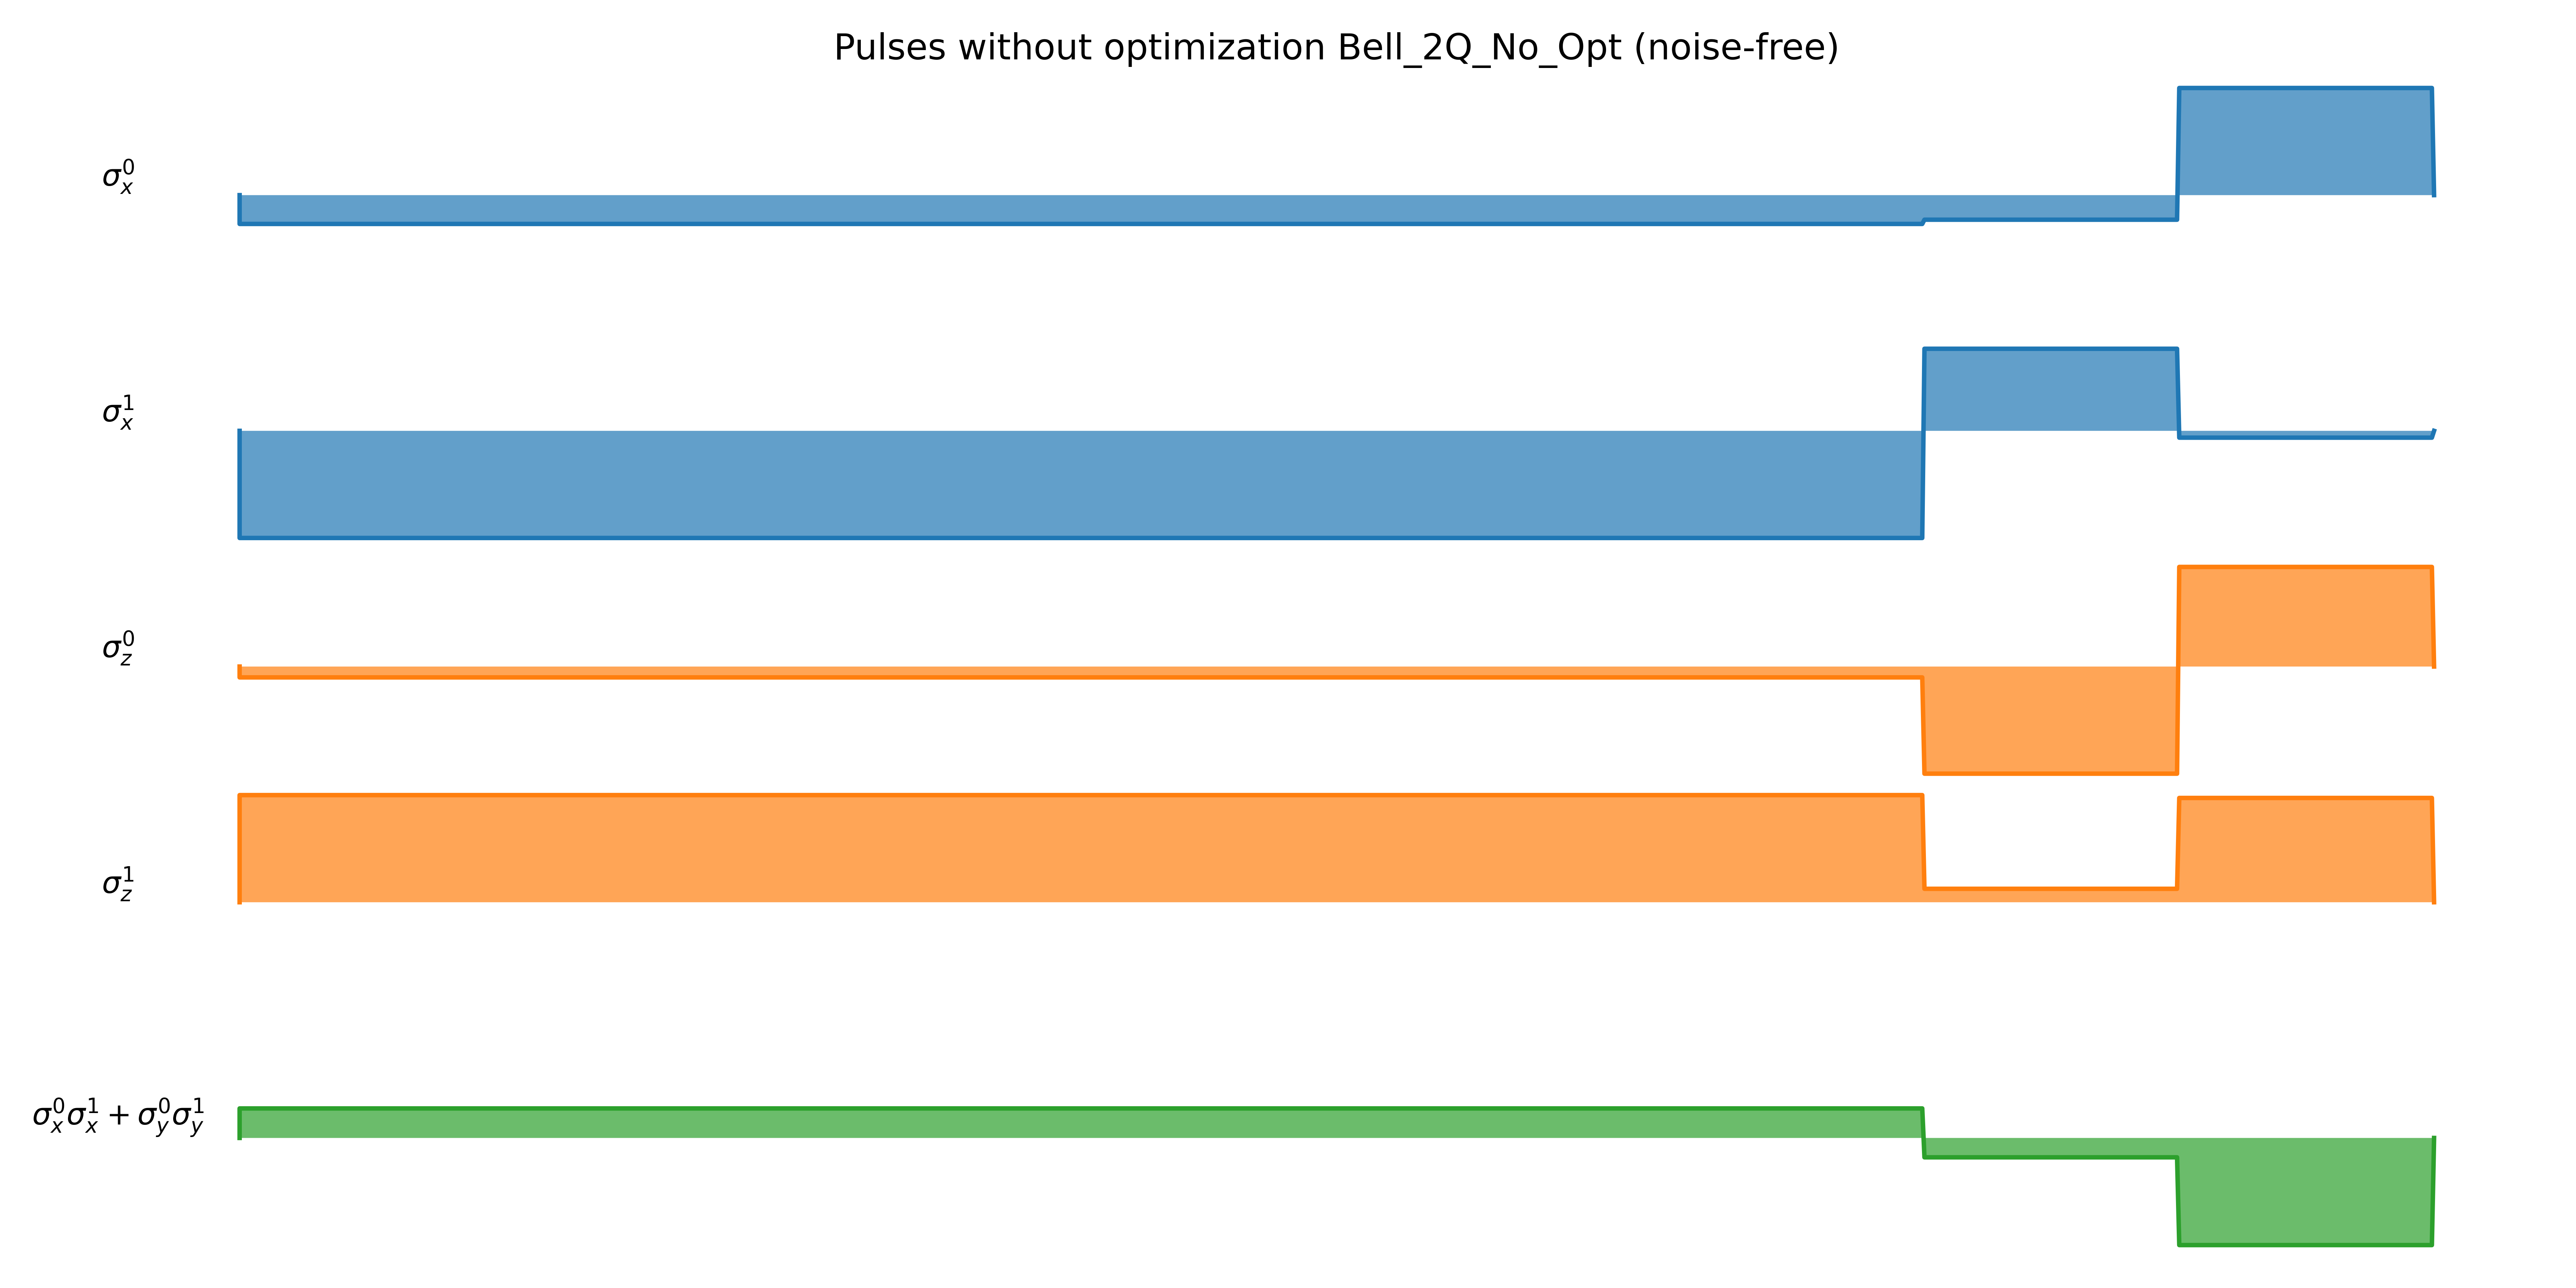 Pulses without optimization Bell_2Q_No_Opt (noise-free)
σ_x^0
σ_x^1
σ_z^0
σ_z^1
σ_x^0σ_x^1 + σ_y^0σ_y^1